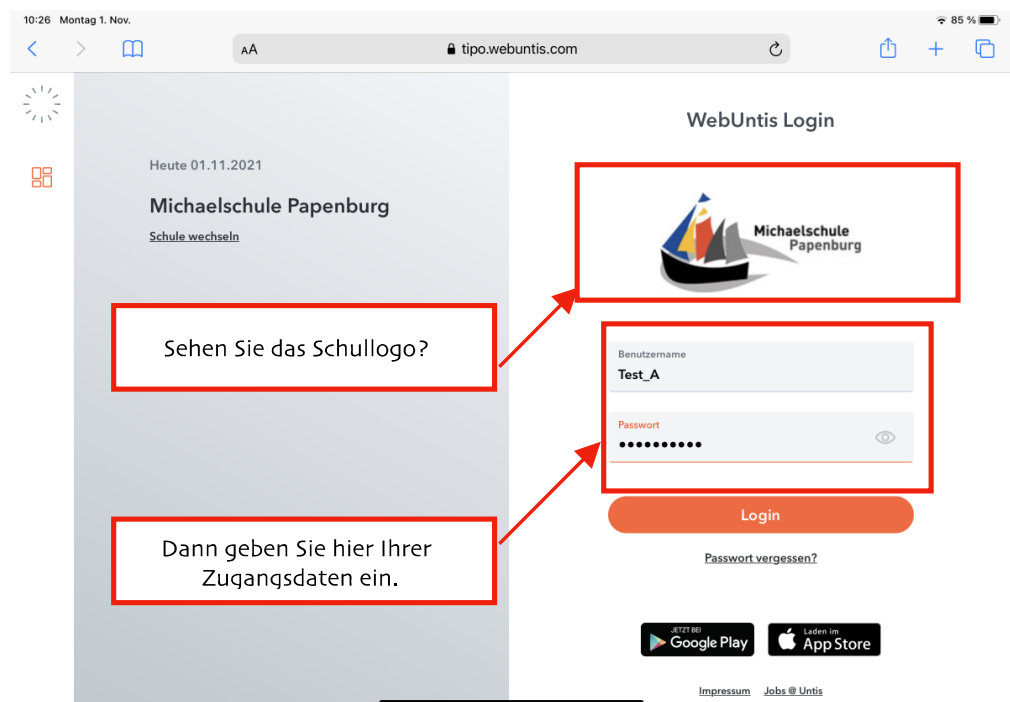 10:26 Montag 1. Nov.
85 %
AA
tipo.webuntis.com
WebUntis Login
Heute 01.11.2021
Michaelschule Papenburg
Schule wechseln
Michaelschule
Papenburg
Sehen Sie das Schullogo?
Benutzername
Test_A
Passwort
••••••••••
Login
Dann geben Sie hier Ihrer
Zugangsdaten ein.
Passwort vergessen?
JETZT BEI
Google Play
Laden im
App Store
Impressum Jobs @ Untis